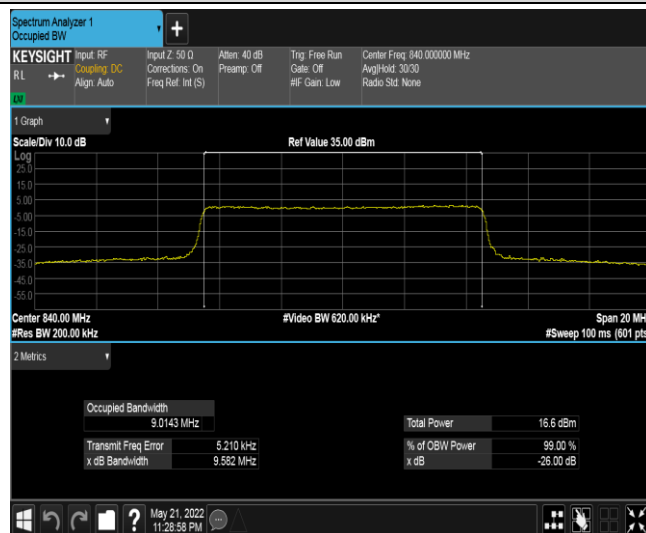 Spectrum Analyzer 1
Occupied BW
+
KEYSIGHT Input: RF Input Z: 50 Ω Atten: 40 dB Trig: Free Run Center Freq: 840.000000 MHz
RL Coupling: DC Corrections: On Preamp: Off Gate: Off Avg|Hold: 30/30
Align: Auto Freq Ref: Int (S) #IF Gain: Low Radio Std: None
1 Graph
Scale/Div 10.0 dB Ref Value 35.00 dBm
Log
25.0
15.0
5.00
-5.00
-15.0
-25.0
-35.0
-45.0
-55.0
Center 840.00 MHz #Video BW 620.00 kHz* Span 20 MH
#Res BW 200.00 kHz #Sweep 100 ms (601 pts
2 Metrics
Occupied Bandwidth
9.0143 MHz Total Power 16.6 dBm
Transmit Freq Error 5.210 kHz % of OBW Power 99.00 %
x dB Bandwidth 9.582 MHz x dB -26.00 dB
? May 21, 2022
11:28:58 PM